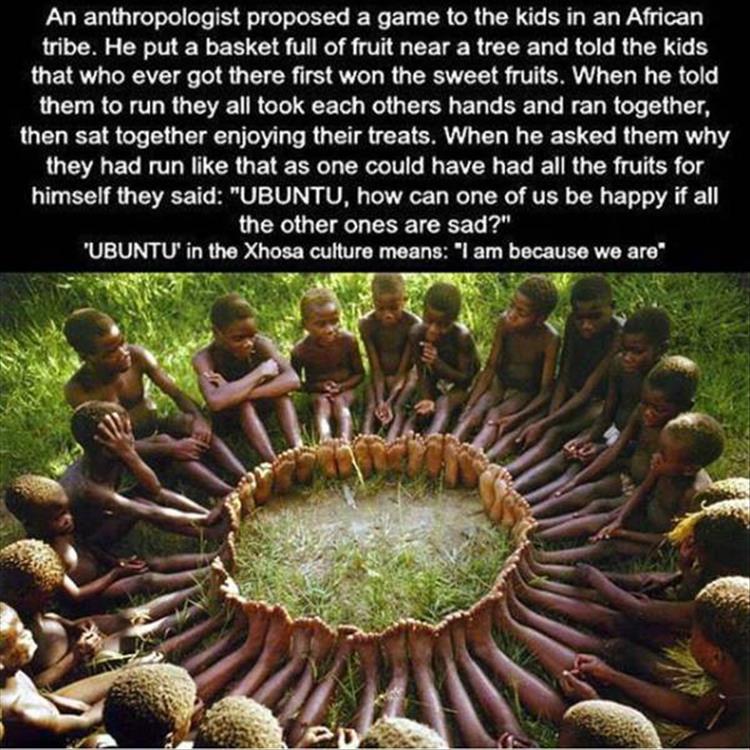 An anthropologist proposed a game to the kids in an African
tribe. He put a basket full of fruit near a tree and told the kids
that who ever got there first won the sweet fruits. When he told
them to run they all took each others hands and ran together,
then sat together enjoying their treats. When he asked them why
they had run like that as one could have had all the fruits for
himself they said: "UBUNTU, how can one of us be happy if all
the other ones are sad?"
'UBUNTU' in the Xhosa culture means: "I am because we are"